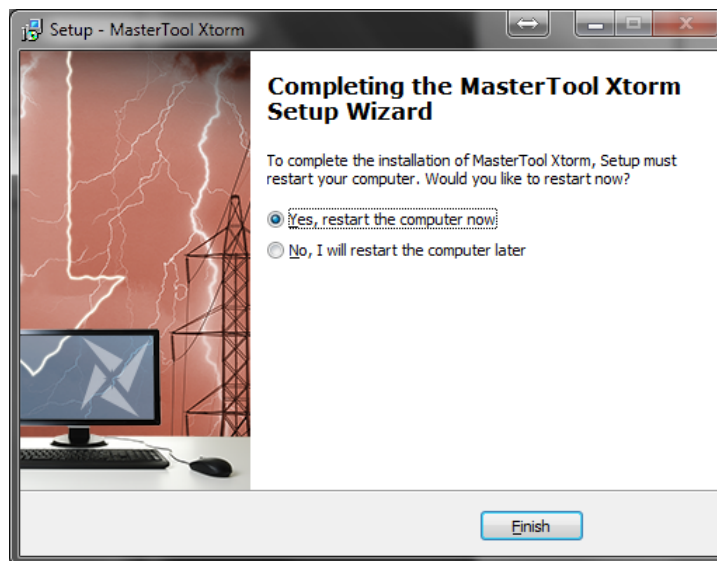 Setup - MasterTool Xtorm
Completing the MasterTool Xtorm
Setup Wizard
To complete the installation of MasterTool Xtorm, Setup must
restart your computer. Would you like to restart now?
Yes, restart the computer now
No, I will restart the computer later
Finish